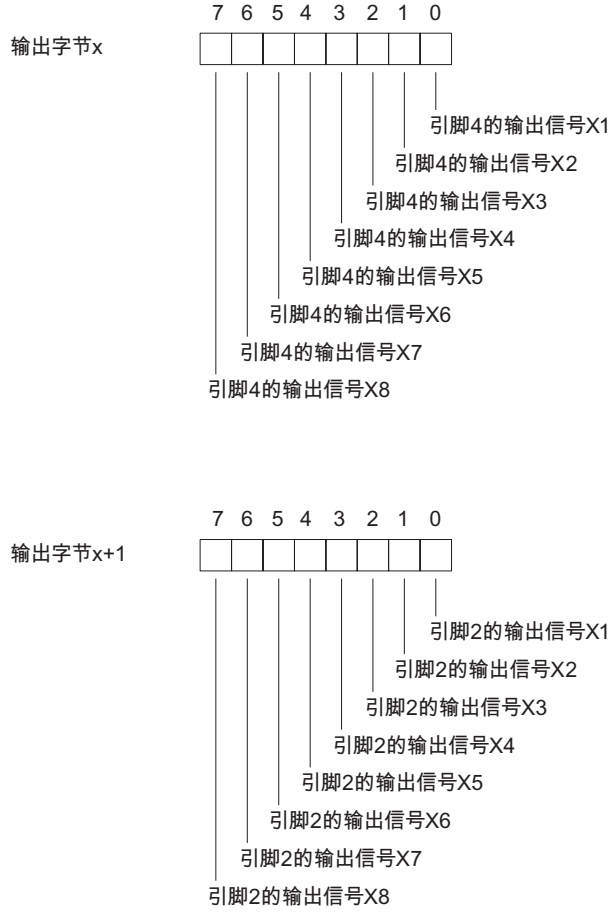 7 6 5 4 3 2 1 0
输出字节x
引脚4的输出信号X1
引脚4的输出信号X2
引脚4的输出信号X3
引脚4的输出信号X4
引脚4的输出信号X5
引脚4的输出信号X6
引脚4的输出信号X7
引脚4的输出信号X8
7 6 5 4 3 2 1 0
输出字节x+1
引脚2的输出信号X1
引脚2的输出信号X2
引脚2的输出信号X3
引脚2的输出信号X4
引脚2的输出信号X5
引脚2的输出信号X6
引脚2的输出信号X7
引脚2的输出信号X8